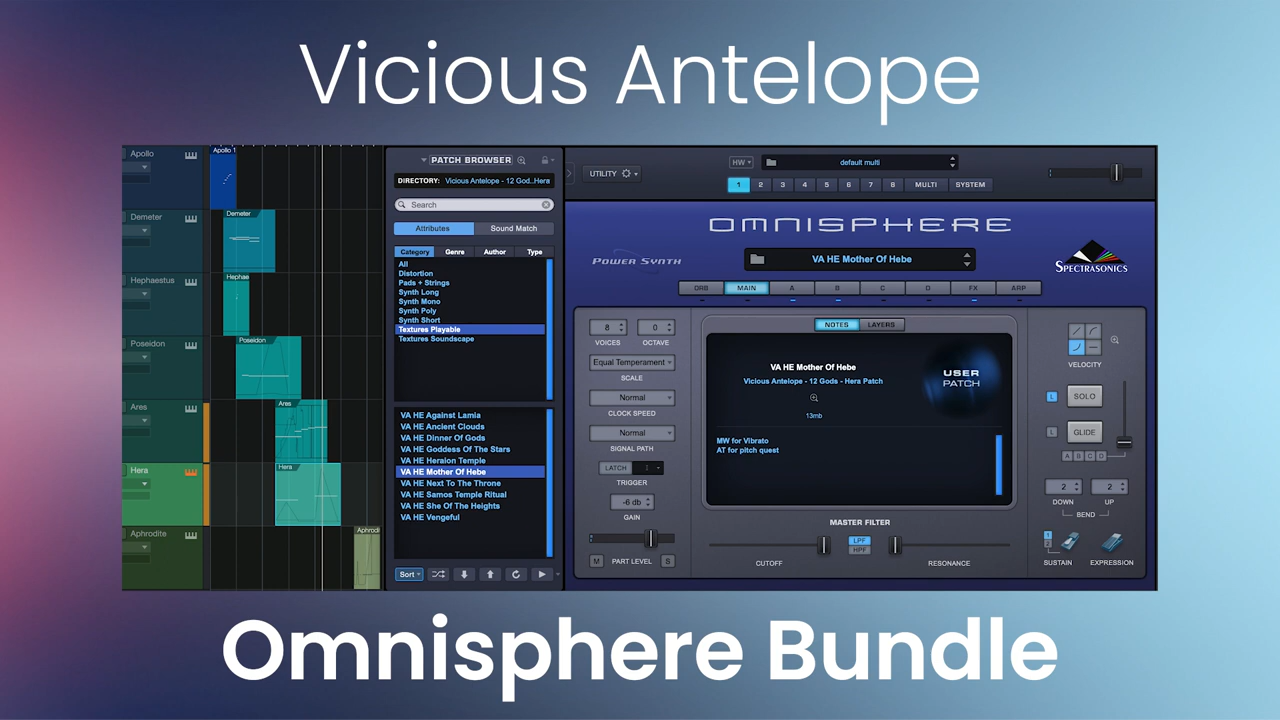 Vicious Antelope
Apollo
Apollo 1
Demeter
Demeter
Hephaestus
Hephae
Poseidon
Poseidon
Ares
Ares
Hera
Hera
Aphrodite
Aphrodi
PATCH BROWSER
DIRECTORY: Vicious Antelope - 12 God..Hera
Search
Attributes Sound Match
Category Genre Author Type
All
Distortion
Pads + Strings
Synth Long
Synth Mono
Synth Poly
Synth Short
Textures Playable
Textures Soundscape
VA HE Against Lamia
VA HE Ancient Clouds
VA HE Dinner Of Gods
VA HE Goddess Of The Stars
VA HE Heraion Temple
VA HE Mother Of Hebe
VA HE Next To The Throne
VA HE Samos Temple Ritual
VA HE She Of The Heights
VA HE Vengeful
Sort
UTILITY
HW
default multi
1 2 3 4 5 6 7 8 MULTI SYSTEM
OMNISPHERE
POWER SYNTH
VA HE Mother Of Hebe
SPECTRASONICS
ORB MAIN A B C D FX ARP
8 0
VOICES OCTAVE
Equal Temperament
SCALE
Normal
CLOCK SPEED
Normal
SIGNAL PATH
LATCH
TRIGGER
-6 db
GAIN
M PART LEVEL S
NOTES LAYERS
VA HE Mother Of Hebe
Vicious Antelope - 12 Gods - Hera Patch
13mb
USER
PATCH
MW for Vibrato
AT for pitch quest
MASTER FILTER
LPF
HPF
CUTOFF
RESONANCE
VELOCITY
L SOLO
L GLIDE
A B C D
2 2
DOWN UP
BEND
1
2
SUSTAIN EXPRESSION
Omnisphere Bundle